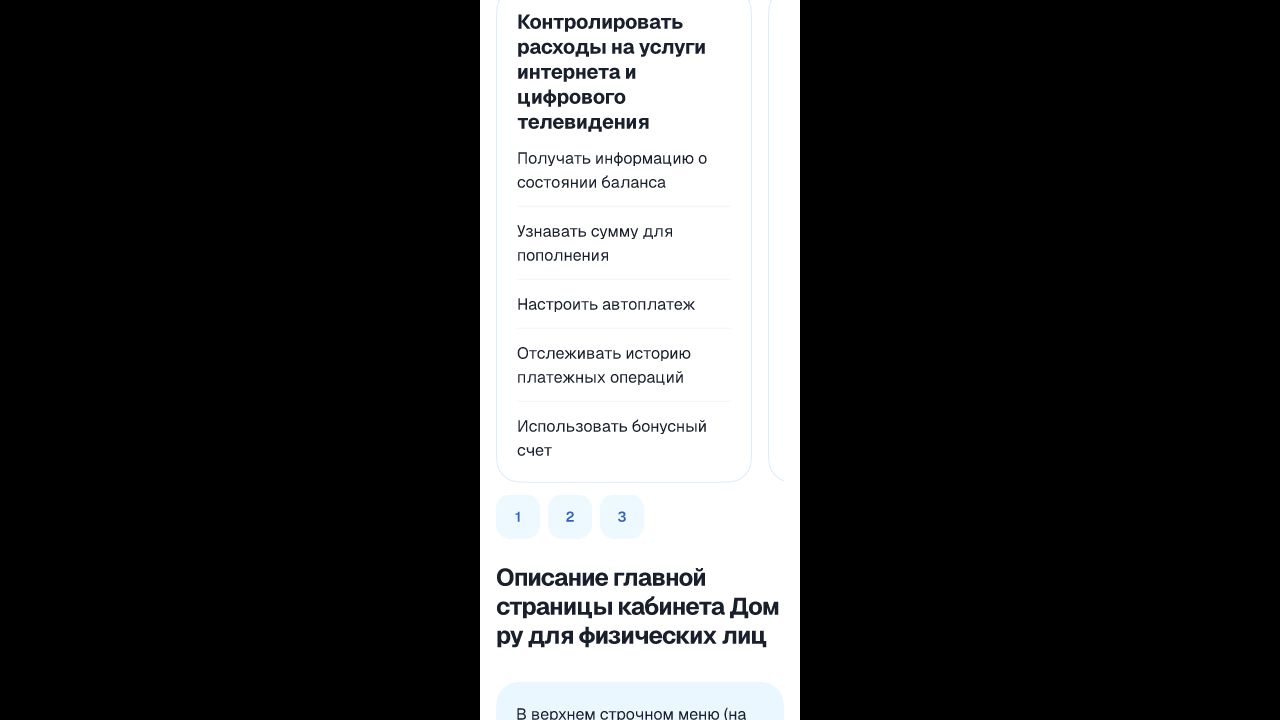 Контролировать
расходы на услуги
интернета и
цифрового
телевидения
Получать информацию о
состоянии баланса
Узнавать сумму для
пополнения
Настроить автоплатеж
Отслеживать историю
платежных операций
Использовать бонусный
счет
1 2 3
Описание главной
страницы кабинета Дом
ру для физических лиц
В верхнем строчном меню (на